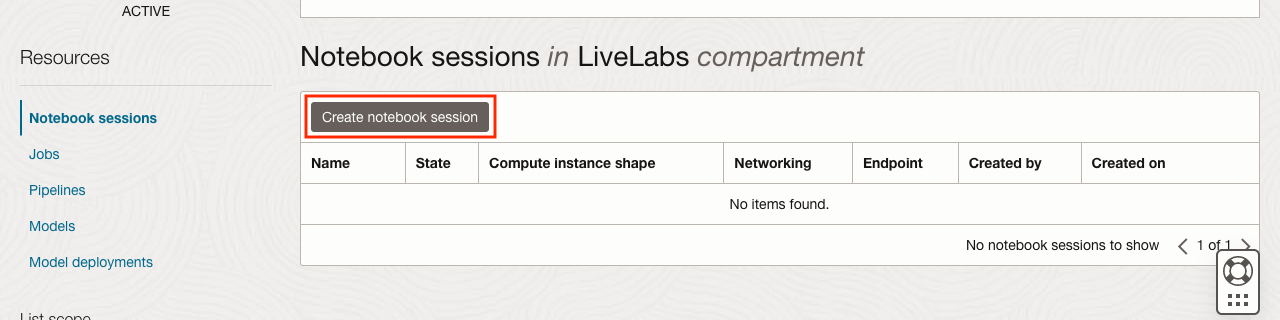 ACTIVE
Resources
Notebook sessions
Jobs
Pipelines
Models
Model deployments
List scope
Notebook sessions in LiveLabs compartment
Create notebook session
Name State Compute instance shape Networking Endpoint Created by Created on
No items found.
No notebook sessions to show 1 of 1